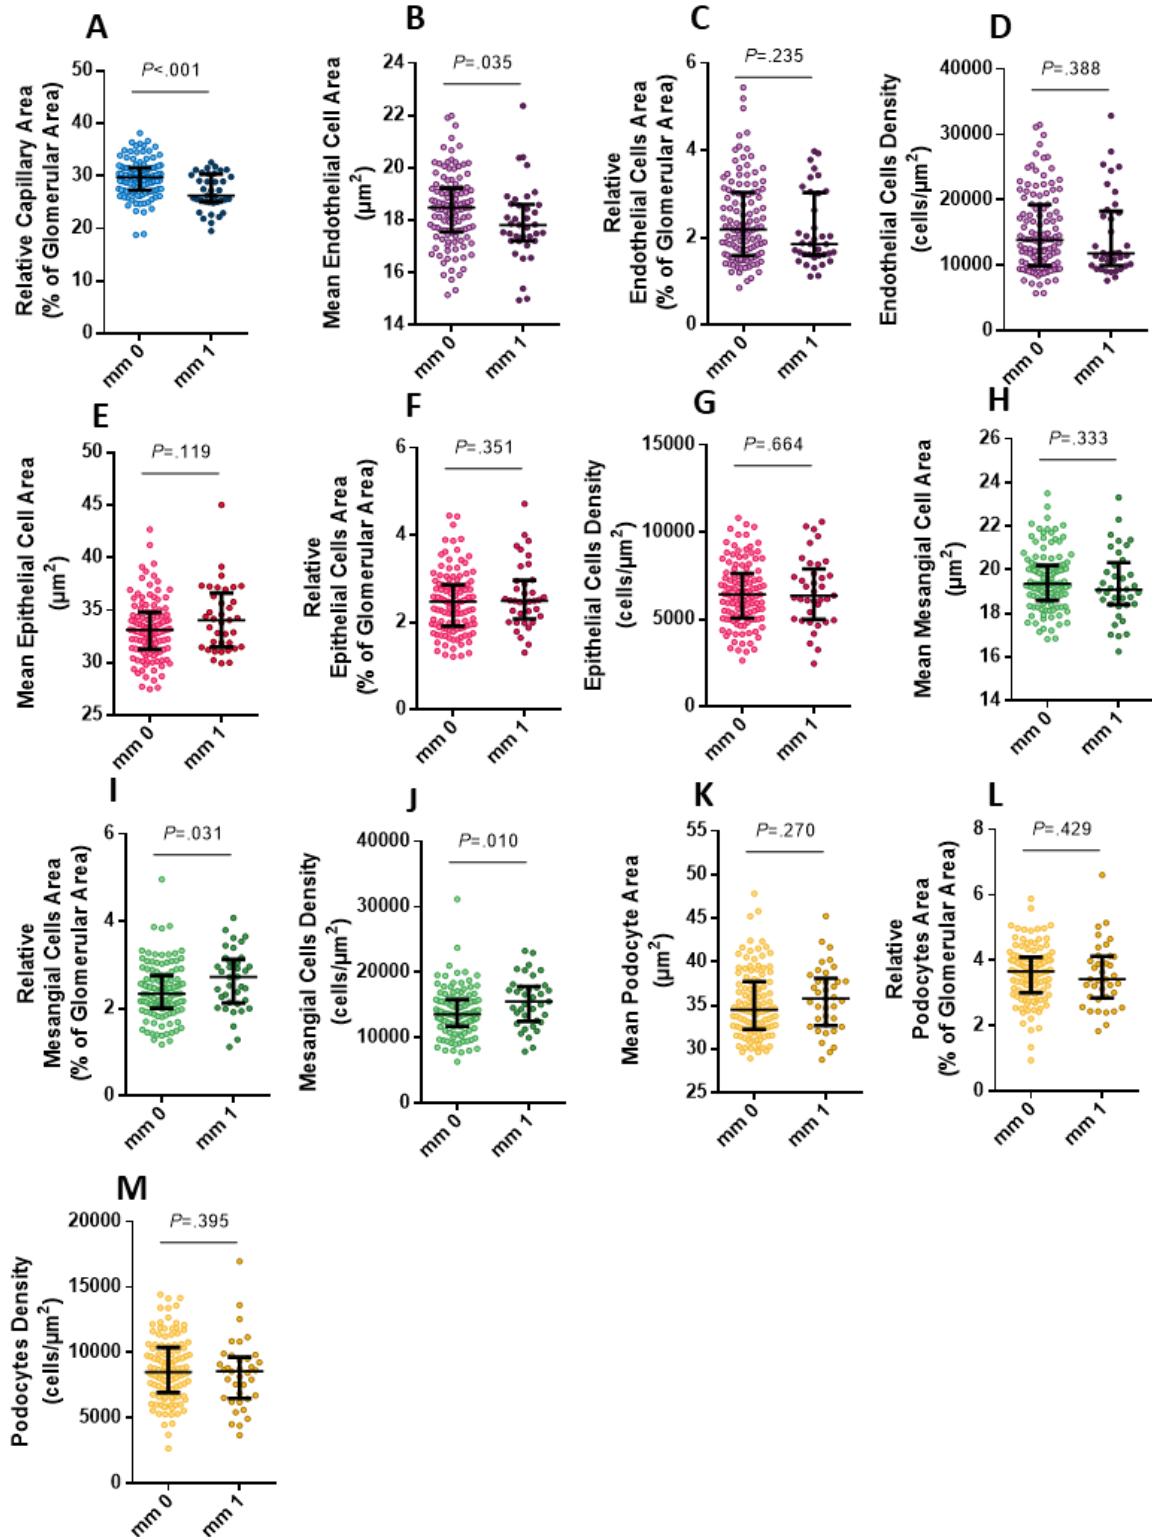 A
Relative Capillary Area
(% of Glomerular Area)
50
40
30
20
10
0
P<.001
mm 0
mm 1
B
Mean Endothelial Cell Area
(µm²)
24
22
20
18
16
14
P=.035
mm 0
mm 1
C
Relative
Endothelial Cells Area
(% of Glomerular Area)
6
4
2
0
P=.235
mm 0
mm 1
D
Endothelial Cells Density
(cells/µm²)
40000
30000
20000
10000
0
P=.388
mm 0
mm 1
E
Mean Epithelial Cell Area
(µm²)
50
45
40
35
30
25
P=.119
mm 0
mm 1
F
Relative
Epithelial Cells Area
(% of Glomerular Area)
6
4
2
0
P=.351
mm 0
mm 1
G
Epithelial Cells Density
(cells/µm²)
15000
10000
5000
0
P=.664
mm 0
mm 1
H
Mean Mesangial Cell Area
(µm²)
26
24
22
20
18
16
14
P=.333
mm 0
mm 1
I
Relative
Mesangial Cells Area
(% of Glomerular Area)
6
4
2
0
P=.031
mm 0
mm 1
J
Mesangial Cells Density
(cells/µm²)
40000
30000
20000
10000
0
P=.010
mm 0
mm 1
K
Mean Podocyte Area
(µm²)
55
50
45
40
35
30
25
P=.270
mm 0
mm 1
L
Relative
Podocytes Area
(% of Glomerular Area)
8
6
4
2
0
P=.429
mm 0
mm 1
M
Podocytes Density
(cells/µm²)
20000
15000
10000
5000
0
P=.395
mm 0
mm 1